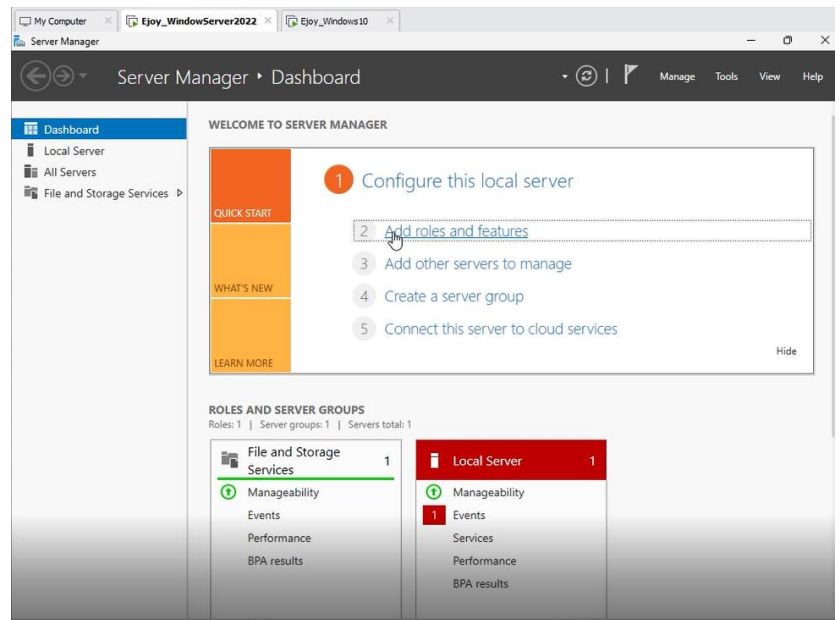 My Computer
Ejoy_WindowServer2022
Ejoy_Windows10
Server Manager
Server Manager • Dashboard
Manage
Tools
View
Help
Dashboard
Local Server
All Servers
File and Storage Services
WELCOME TO SERVER MANAGER
QUICK START
WHAT'S NEW
LEARN MORE
1 Configure this local server
2 Add roles and features
3 Add other servers to manage
4 Create a server group
5 Connect this server to cloud services
Hide
ROLES AND SERVER GROUPS
Roles: 1 | Server groups: 1 | Servers total: 1
File and Storage
Services
1
Manageability
Events
Performance
BPA results
Local Server 1
Manageability
1 Events
Services
Performance
BPA results